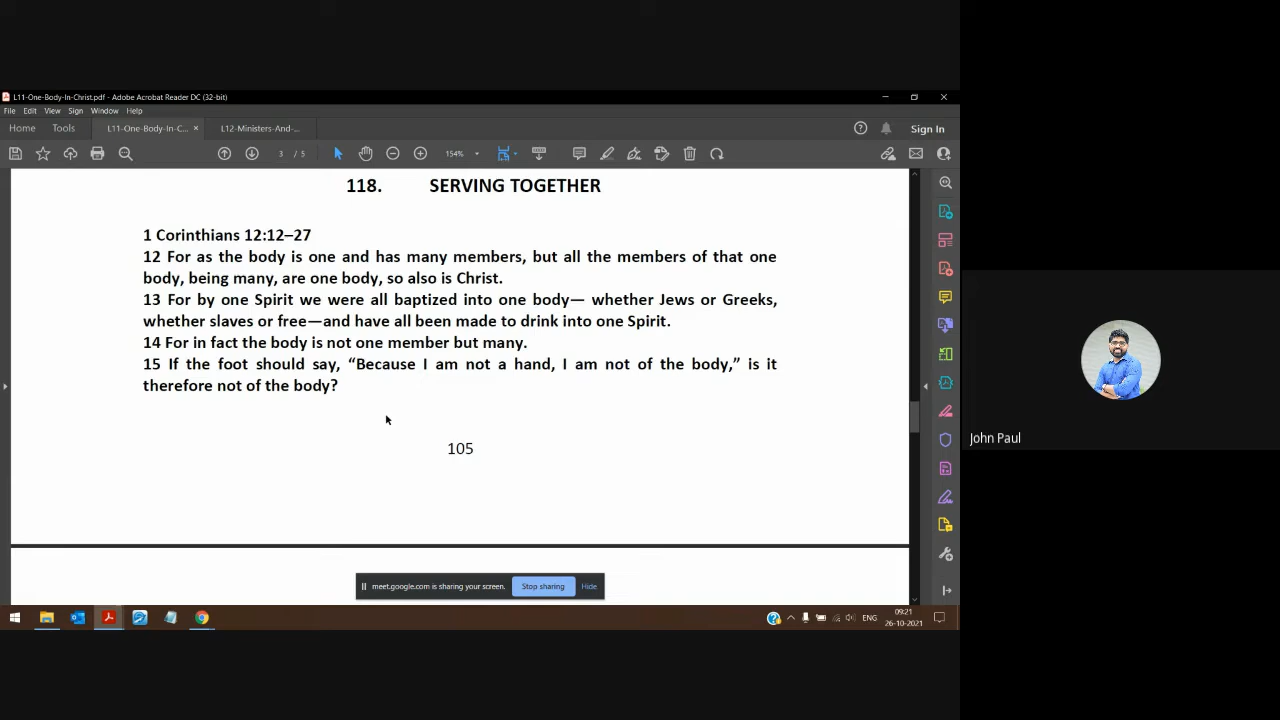 L11-One-Body-In-Christ.pdf - Adobe Acrobat Reader DC (32-bit)
File Edit View Sign Window Help
Home Tools L11-One-Body-In-C... × L12-Ministers-And-... Sign In
3 / 5 154%
118. SERVING TOGETHER
1 Corinthians 12:12–27
12 For as the body is one and has many members, but all the members of that one
body, being many, are one body, so also is Christ.
13 For by one Spirit we were all baptized into one body— whether Jews or Greeks,
whether slaves or free—and have all been made to drink into one Spirit.
14 For in fact the body is not one member but many.
15 If the foot should say, “Because I am not a hand, I am not of the body,” is it
therefore not of the body?
105
John Paul
meet.google.com is sharing your screen. Stop sharing Hide
ENG
09:21
26-10-2021